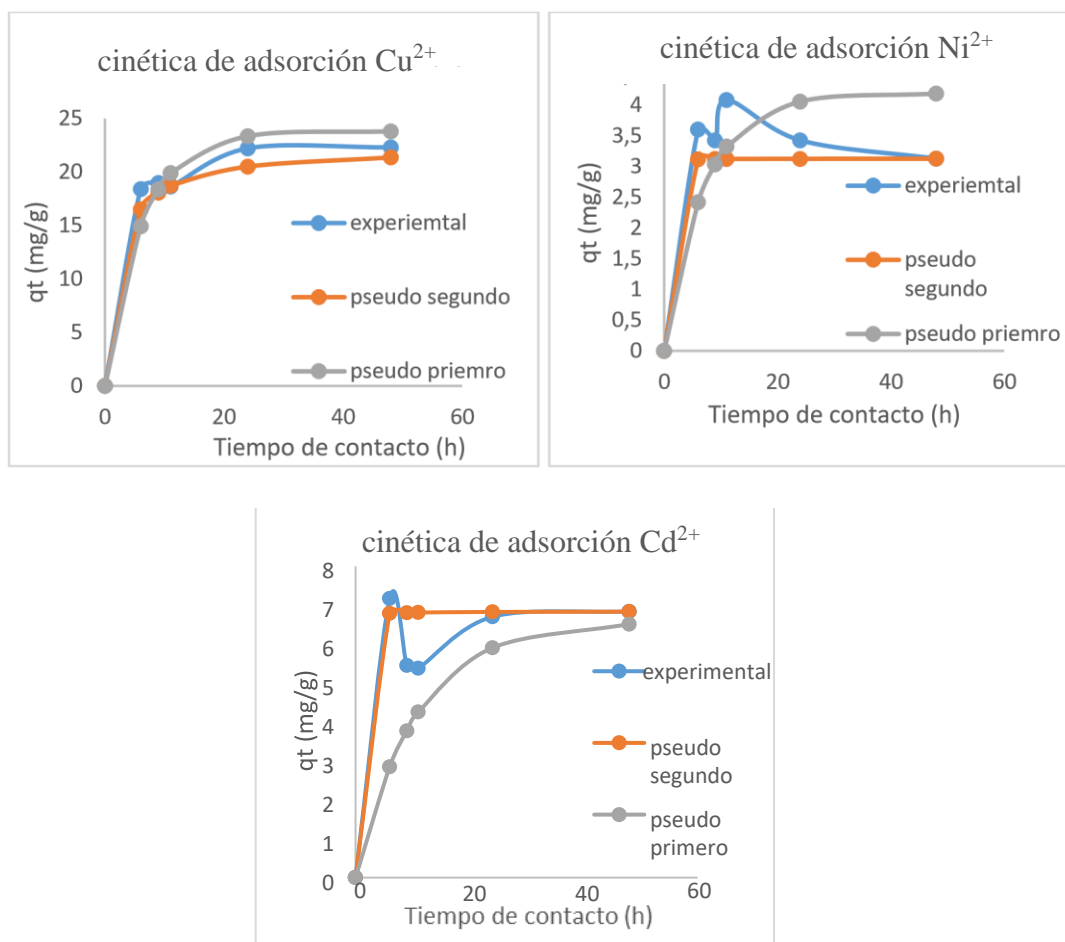 cinética de adsorción Cu²⁺
25
20
15
10
5
0
qt (mg/g)
experiemtal
pseudo segundo
pseudo priemro
0 20 40 60
Tiempo de contacto (h)
cinética de adsorción Ni²⁺
4
3,5
3
2,5
2
1,5
1
0,5
0
qt (mg/g)
experiemtal
pseudo
segundo
pseudo priemro
0 20 40 60
Tiempo de contacto (h)
cinética de adsorción Cd²⁺
8
7
6
5
4
3
2
1
0
qt (mg/g)
experimental
pseudo
segundo
pseudo
primero
0 20 40 60
Tiempo de contacto (h)